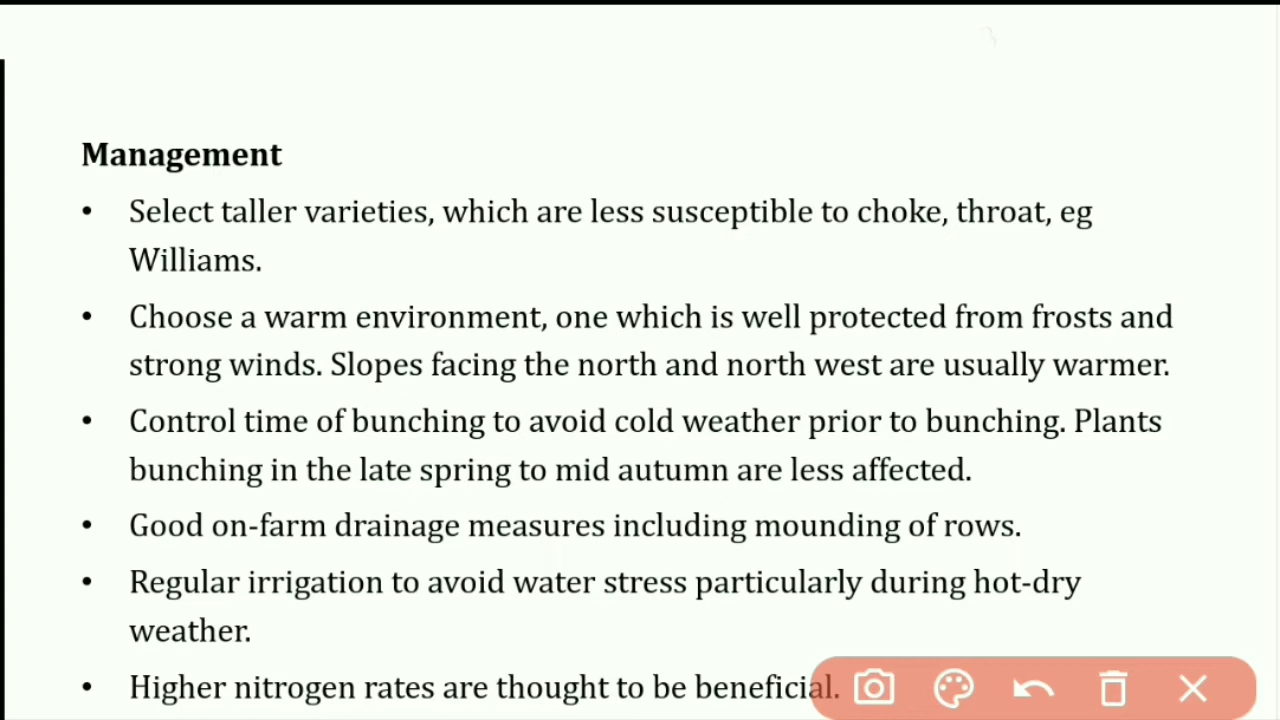 Management
• Select taller varieties, which are less susceptible to choke, throat, eg
Williams.
• Choose a warm environment, one which is well protected from frosts and
strong winds. Slopes facing the north and north west are usually warmer.
• Control time of bunching to avoid cold weather prior to bunching. Plants
bunching in the late spring to mid autumn are less affected.
• Good on-farm drainage measures including mounding of rows.
• Regular irrigation to avoid water stress particularly during hot-dry
weather.
• Higher nitrogen rates are thought to be beneficial.